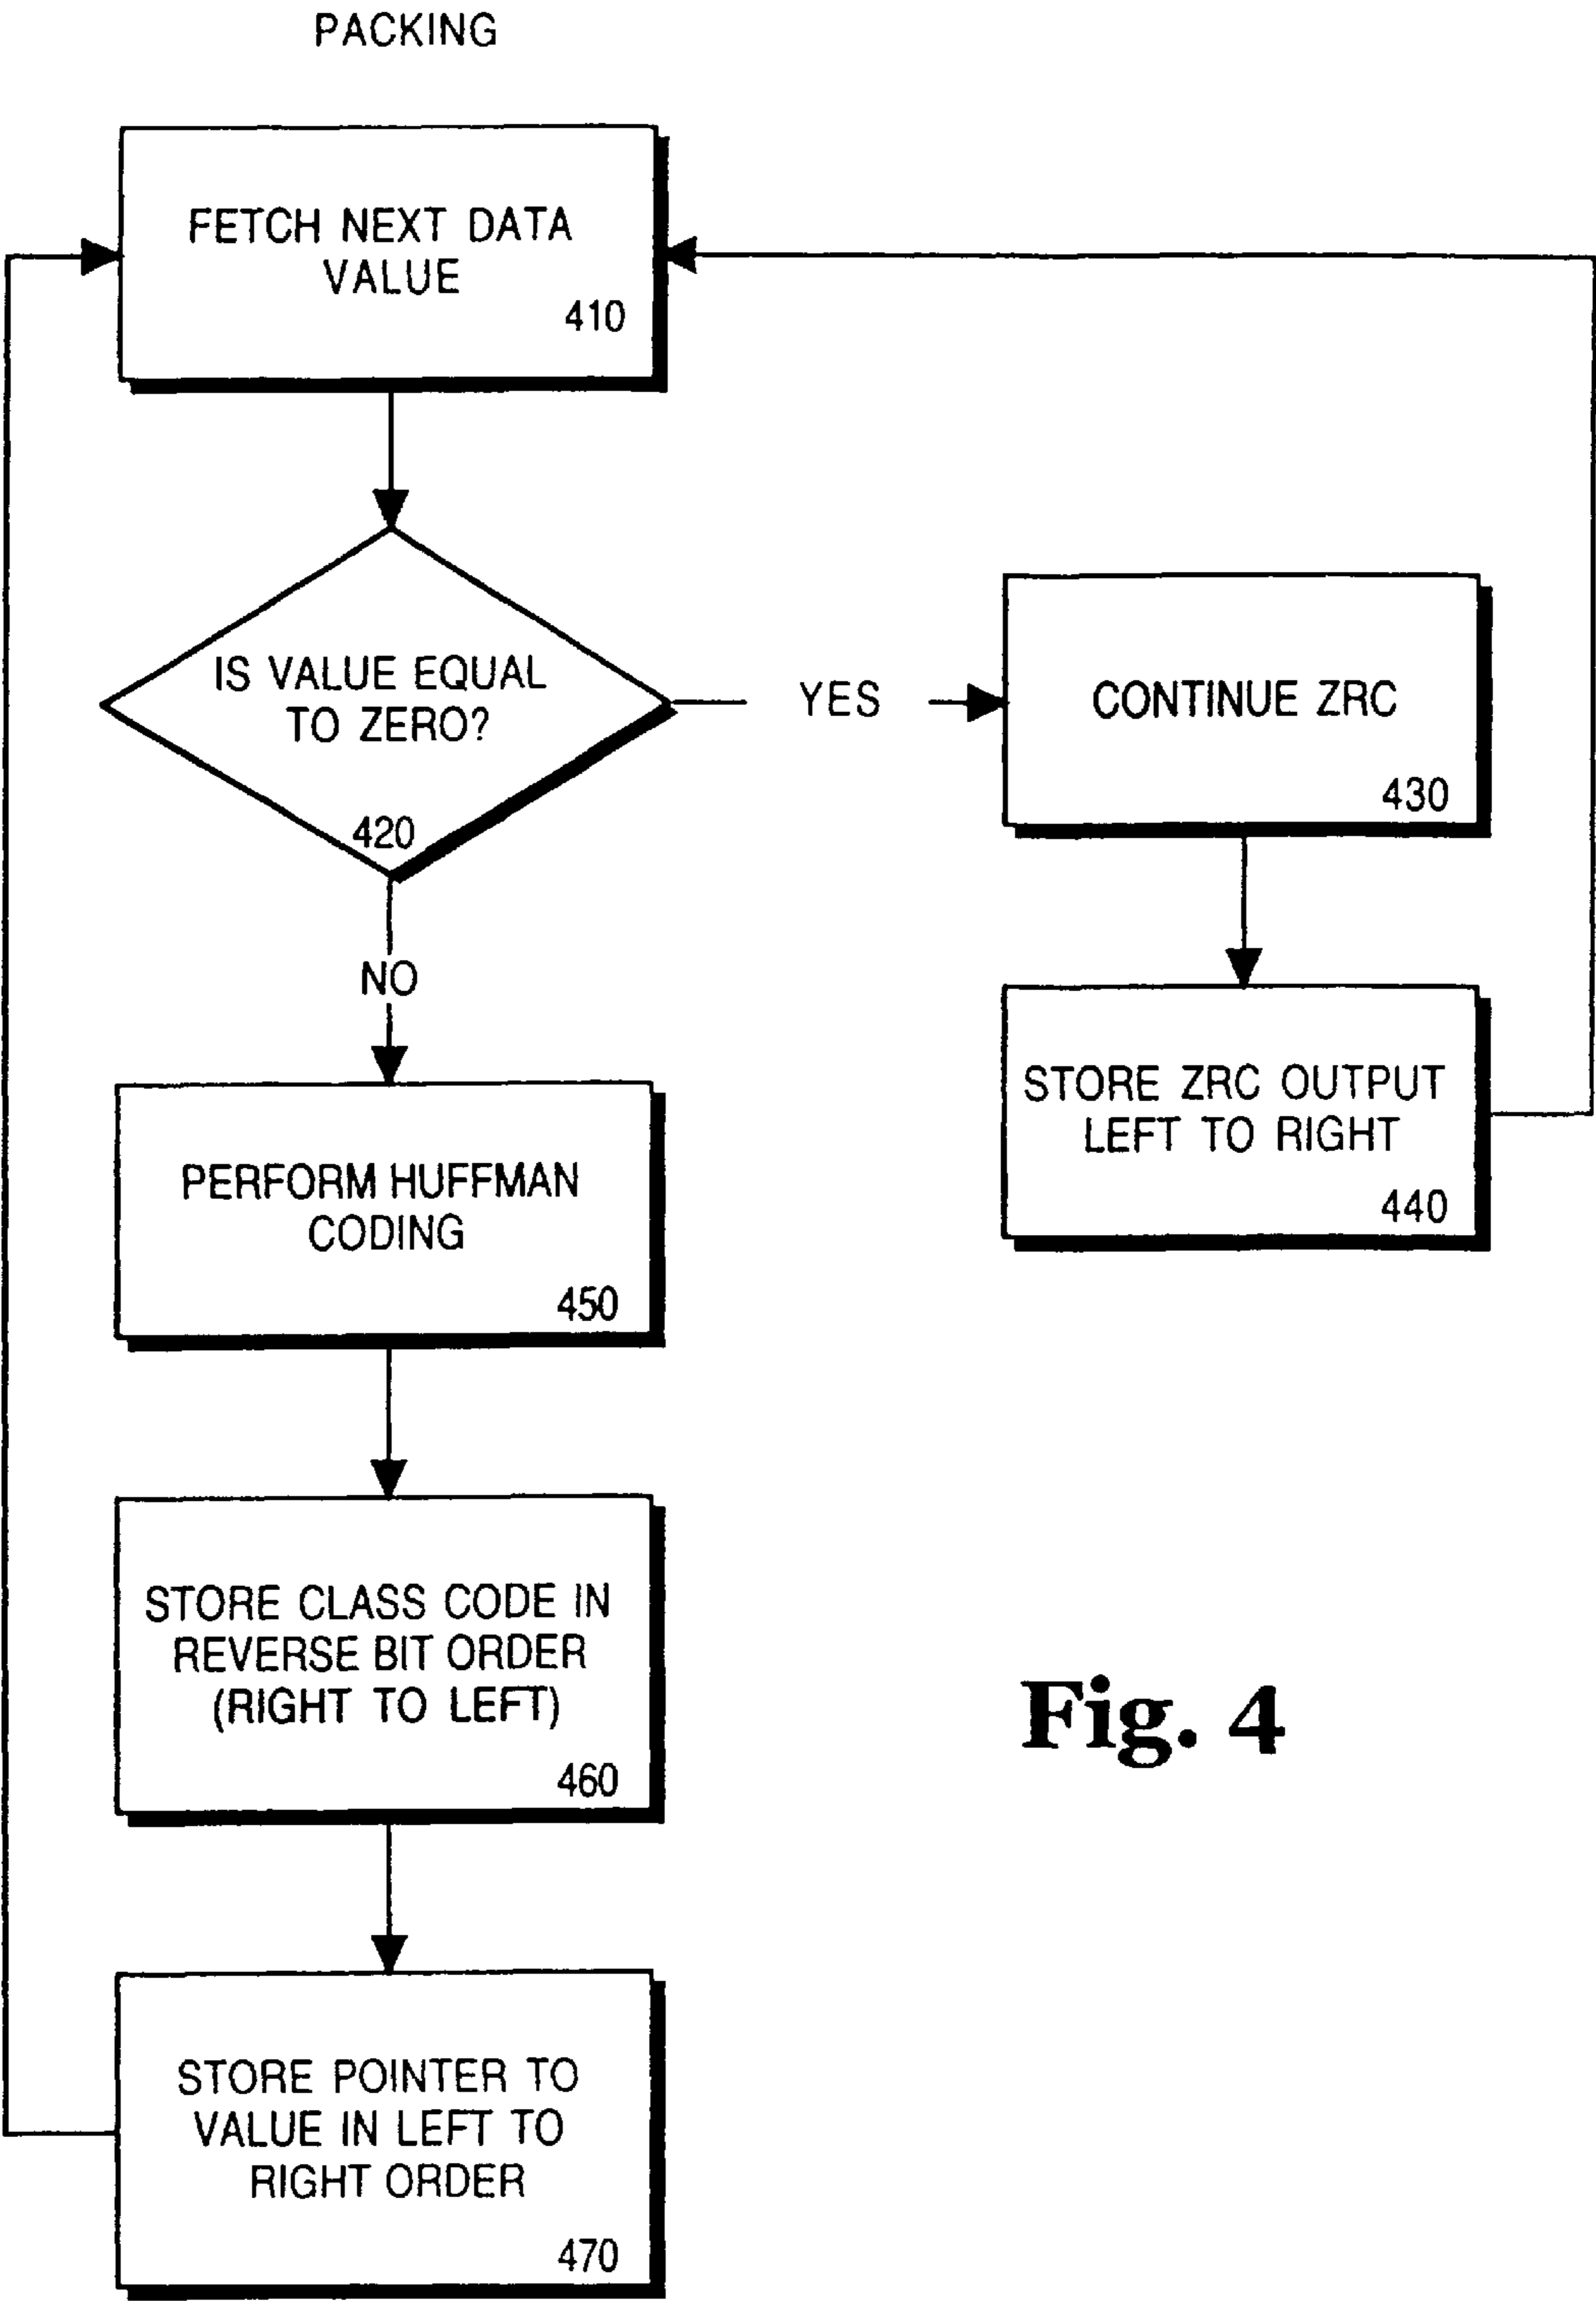 PACKING
FETCH NEXT DATA
VALUE
410
IS VALUE EQUAL
TO ZERO?
420
YES
CONTINUE ZRC
430
STORE ZRC OUTPUT
LEFT TO RIGHT
440
NO
PERFORM HUFFMAN
CODING
450
STORE CLASS CODE IN
REVERSE BIT ORDER
(RIGHT TO LEFT)
460
STORE POINTER TO
VALUE IN LEFT TO
RIGHT ORDER
470
Fig. 4